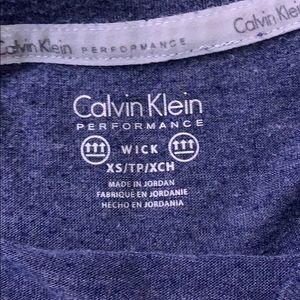 Calvin Klein
PERFORMANCE
Calvin Klein
Calvin Klein
PERFORMANCE
WICK
XS/TP/XCH
MADE IN JORDAN
FABRIQUÉ EN JORDANIE
HECHO EN JORDANIA